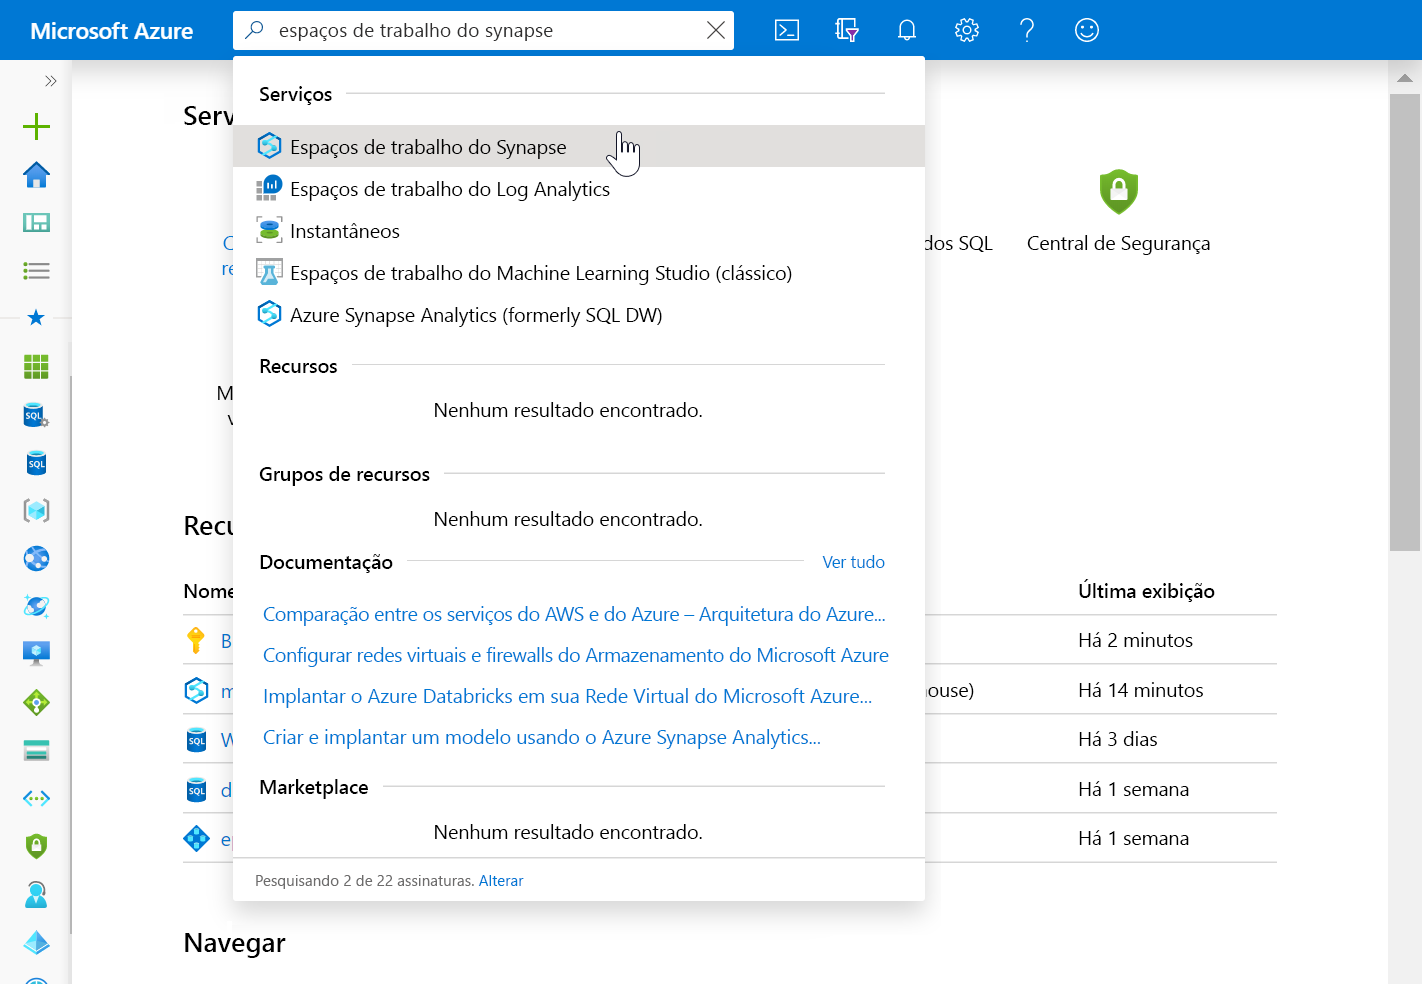 Microsoft Azure
espaços de trabalho do synapse
Serviços
Espaços de trabalho do Synapse
Espaços de trabalho do Log Analytics
Instantâneos
Espaços de trabalho do Machine Learning Studio (clássico)
Azure Synapse Analytics (formerly SQL DW)
Recursos
Nenhum resultado encontrado.
Grupos de recursos
Nenhum resultado encontrado.
Documentação
Ver tudo
Comparação entre os serviços do AWS e do Azure – Arquitetura do Azure...
Configurar redes virtuais e firewalls do Armazenamento do Microsoft Azure
Implantar o Azure Databricks em sua Rede Virtual do Microsoft Azure...
Criar e implantar um modelo usando o Azure Synapse Analytics...
Marketplace
Nenhum resultado encontrado.
Pesquisando 2 de 22 assinaturas. Alterar
SQL
Central de Segurança
Nome
Última exibição
Há 2 minutos
Há 14 minutos
Há 3 dias
Há 1 semana
Há 1 semana
Navegar